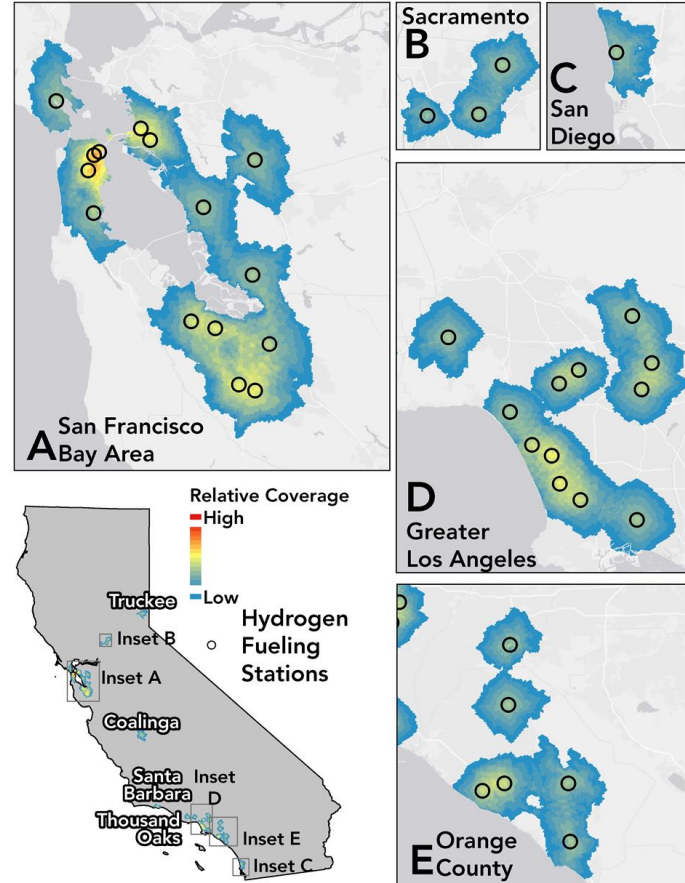 A San Francisco
Bay Area
Sacramento
B
C
San
Diego
D
Greater
Los Angeles
Relative Coverage
High
Low
Hydrogen
Fueling
Stations
Truckee
Inset B
Inset A
Coalinga
Santa
Barbara
Inset
D
Thousand
Oaks
Inset E
Inset C
E Orange
County